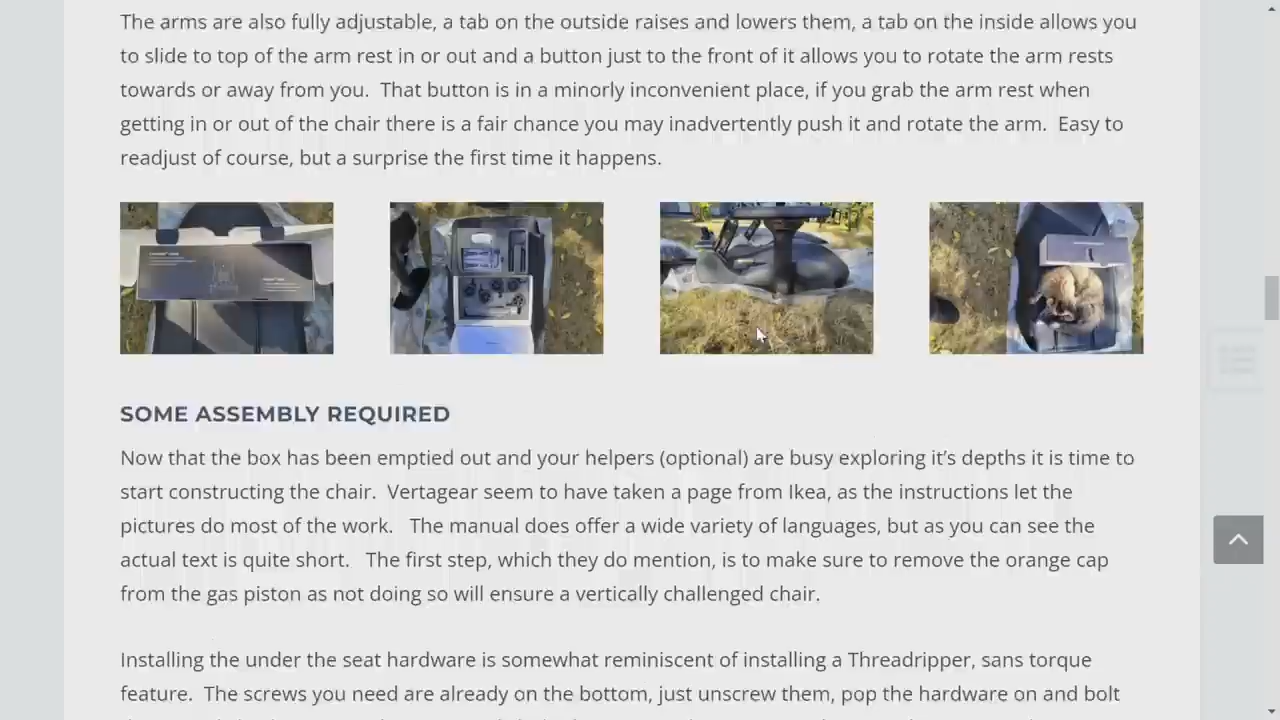 The arms are also fully adjustable, a tab on the outside raises and lowers them, a tab on the inside allows you
to slide to top of the arm rest in or out and a button just to the front of it allows you to rotate the arm rests
towards or away from you.  That button is in a minorly inconvenient place, if you grab the arm rest when
getting in or out of the chair there is a fair chance you may inadvertently push it and rotate the arm.  Easy to
readjust of course, but a surprise the first time it happens.
SOME ASSEMBLY REQUIRED
Now that the box has been emptied out and your helpers (optional) are busy exploring it’s depths it is time to
start constructing the chair.  Vertagear seem to have taken a page from Ikea, as the instructions let the
pictures do most of the work.   The manual does offer a wide variety of languages, but as you can see the
actual text is quite short.   The first step, which they do mention, is to make sure to remove the orange cap
from the gas piston as not doing so will ensure a vertically challenged chair.
Installing the under the seat hardware is somewhat reminiscent of installing a Threadripper, sans torque
feature.  The screws you need are already on the bottom, just unscrew them, pop the hardware on and bolt